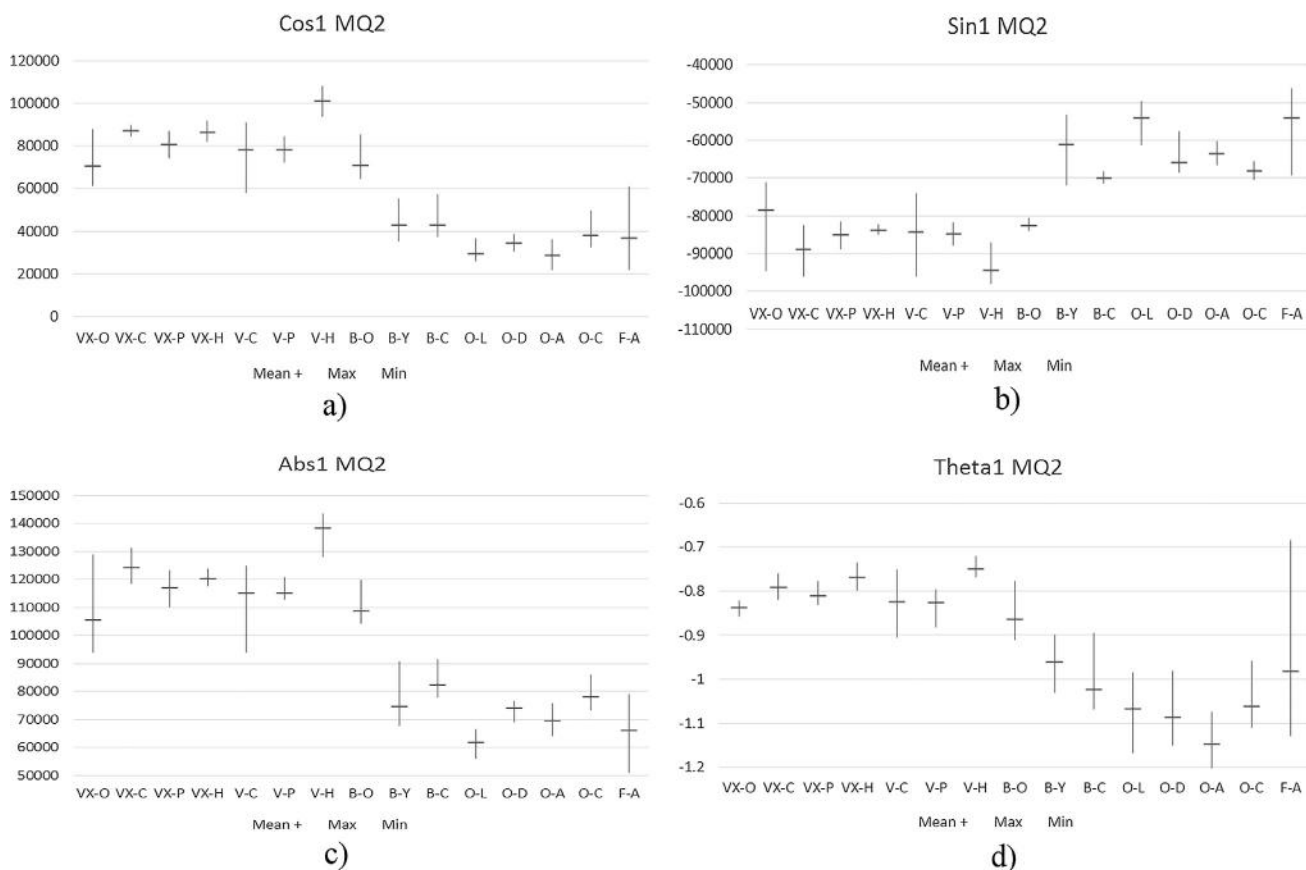 Cos1 MQ2
120000
100000
80000
60000
40000
20000
0
VX-O VX-C VX-P VX-H V-C V-P V-H B-O B-Y B-C O-L O-D O-A O-C F-A
Mean + Max Min
a)
Sin1 MQ2
-40000
-50000
-60000
-70000
-80000
-90000
-100000
VX-O VX-C VX-P VX-H V-C V-P V-H B-O B-Y B-C O-L O-D O-A O-C F-A
-110000
Mean + Max Min
b)
Abs1 MQ2
150000
140000
130000
120000
110000
100000
90000
80000
70000
60000
50000
VX-O VX-C VX-P VX-H V-C V-P V-H B-O B-Y B-C O-L O-D O-A O-C F-A
Mean + Max Min
c)
Theta1 MQ2
-0.6
-0.7
-0.8
-0.9
-1
-1.1
-1.2
VX-O VX-C VX-P VX-H V-C V-P V-H B-O B-Y B-C O-L O-D O-A O-C F-A
Mean + Max Min
d)